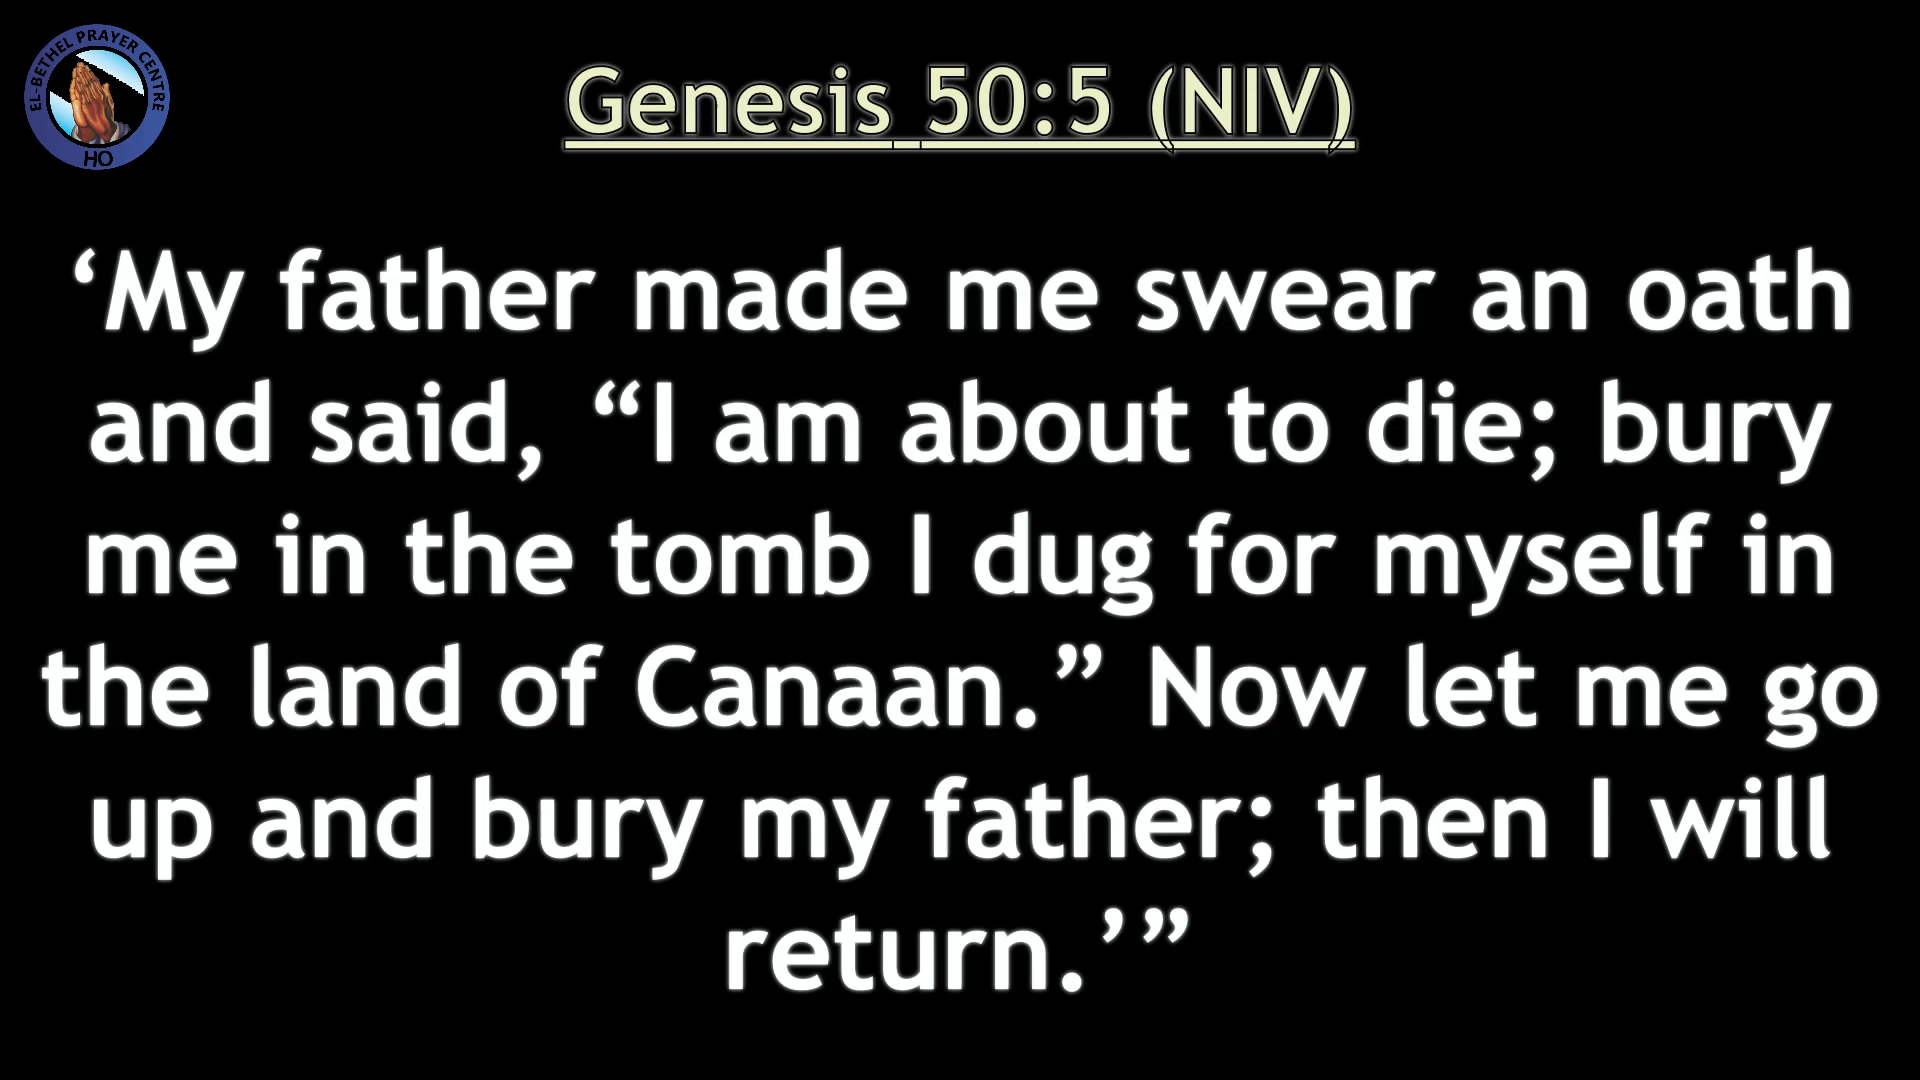 EL-BETHEL PRAYER CENTRE
HO
Genesis 50:5 (NIV)
‘My father made me swear an oath
and said, “I am about to die; bury
me in the tomb I dug for myself in
the land of Canaan.” Now let me go
up and bury my father; then I will
return.’”